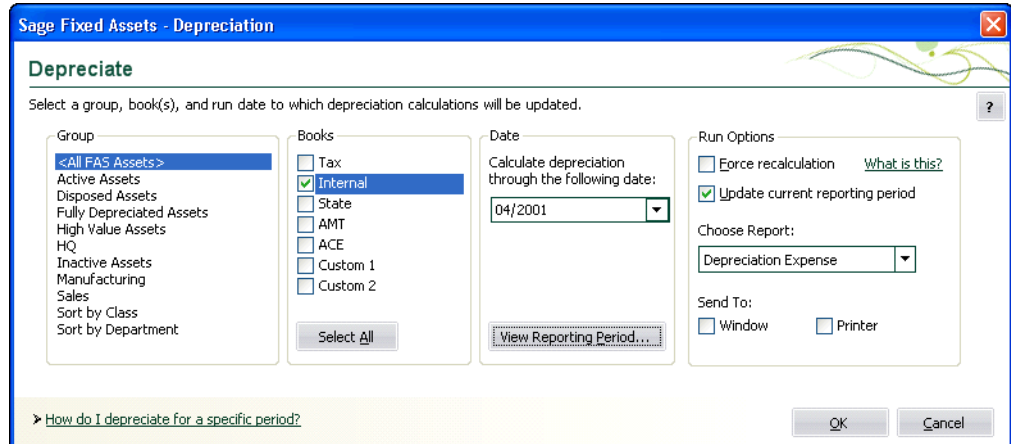 Sage Fixed Assets - Depreciation
Depreciate
Select a group, book(s), and run date to which depreciation calculations will be updated.
?
Group
<All FAS Assets>
Active Assets
Disposed Assets
Fully Depreciated Assets
High Value Assets
HQ
Inactive Assets
Manufacturing
Sales
Sort by Class
Sort by Department
Books
Tax
Internal
State
AMT
ACE
Custom 1
Custom 2
Select All
Date
Calculate depreciation
through the following date:
04/2001
View Reporting Period...
Run Options
Force recalculation What is this?
Update current reporting period
Choose Report:
Depreciation Expense
Send To:
Window Printer
How do I depreciate for a specific period?
OK Cancel